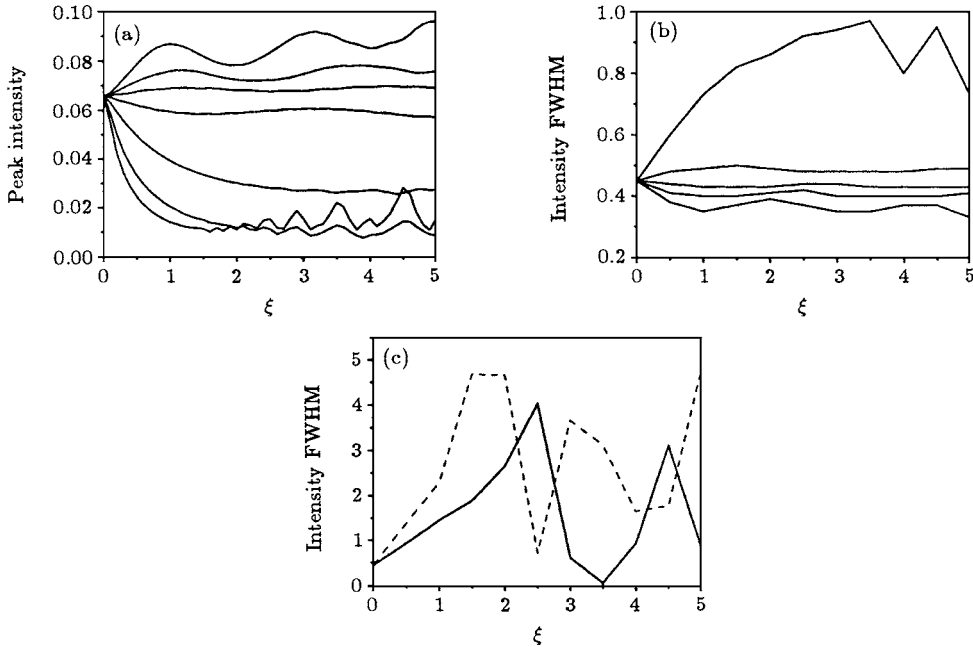 (a)
Peak intensity
0.10
0.08
0.06
0.04
0.02
0.00
0 1 2 3 4 5
ξ
(b)
Intensity FWHM
1.0
0.8
0.6
0.4
0.2
0 1 2 3 4 5
ξ
(c)
Intensity FWHM
5
4
3
2
1
0
0 1 2 3 4 5
ξ